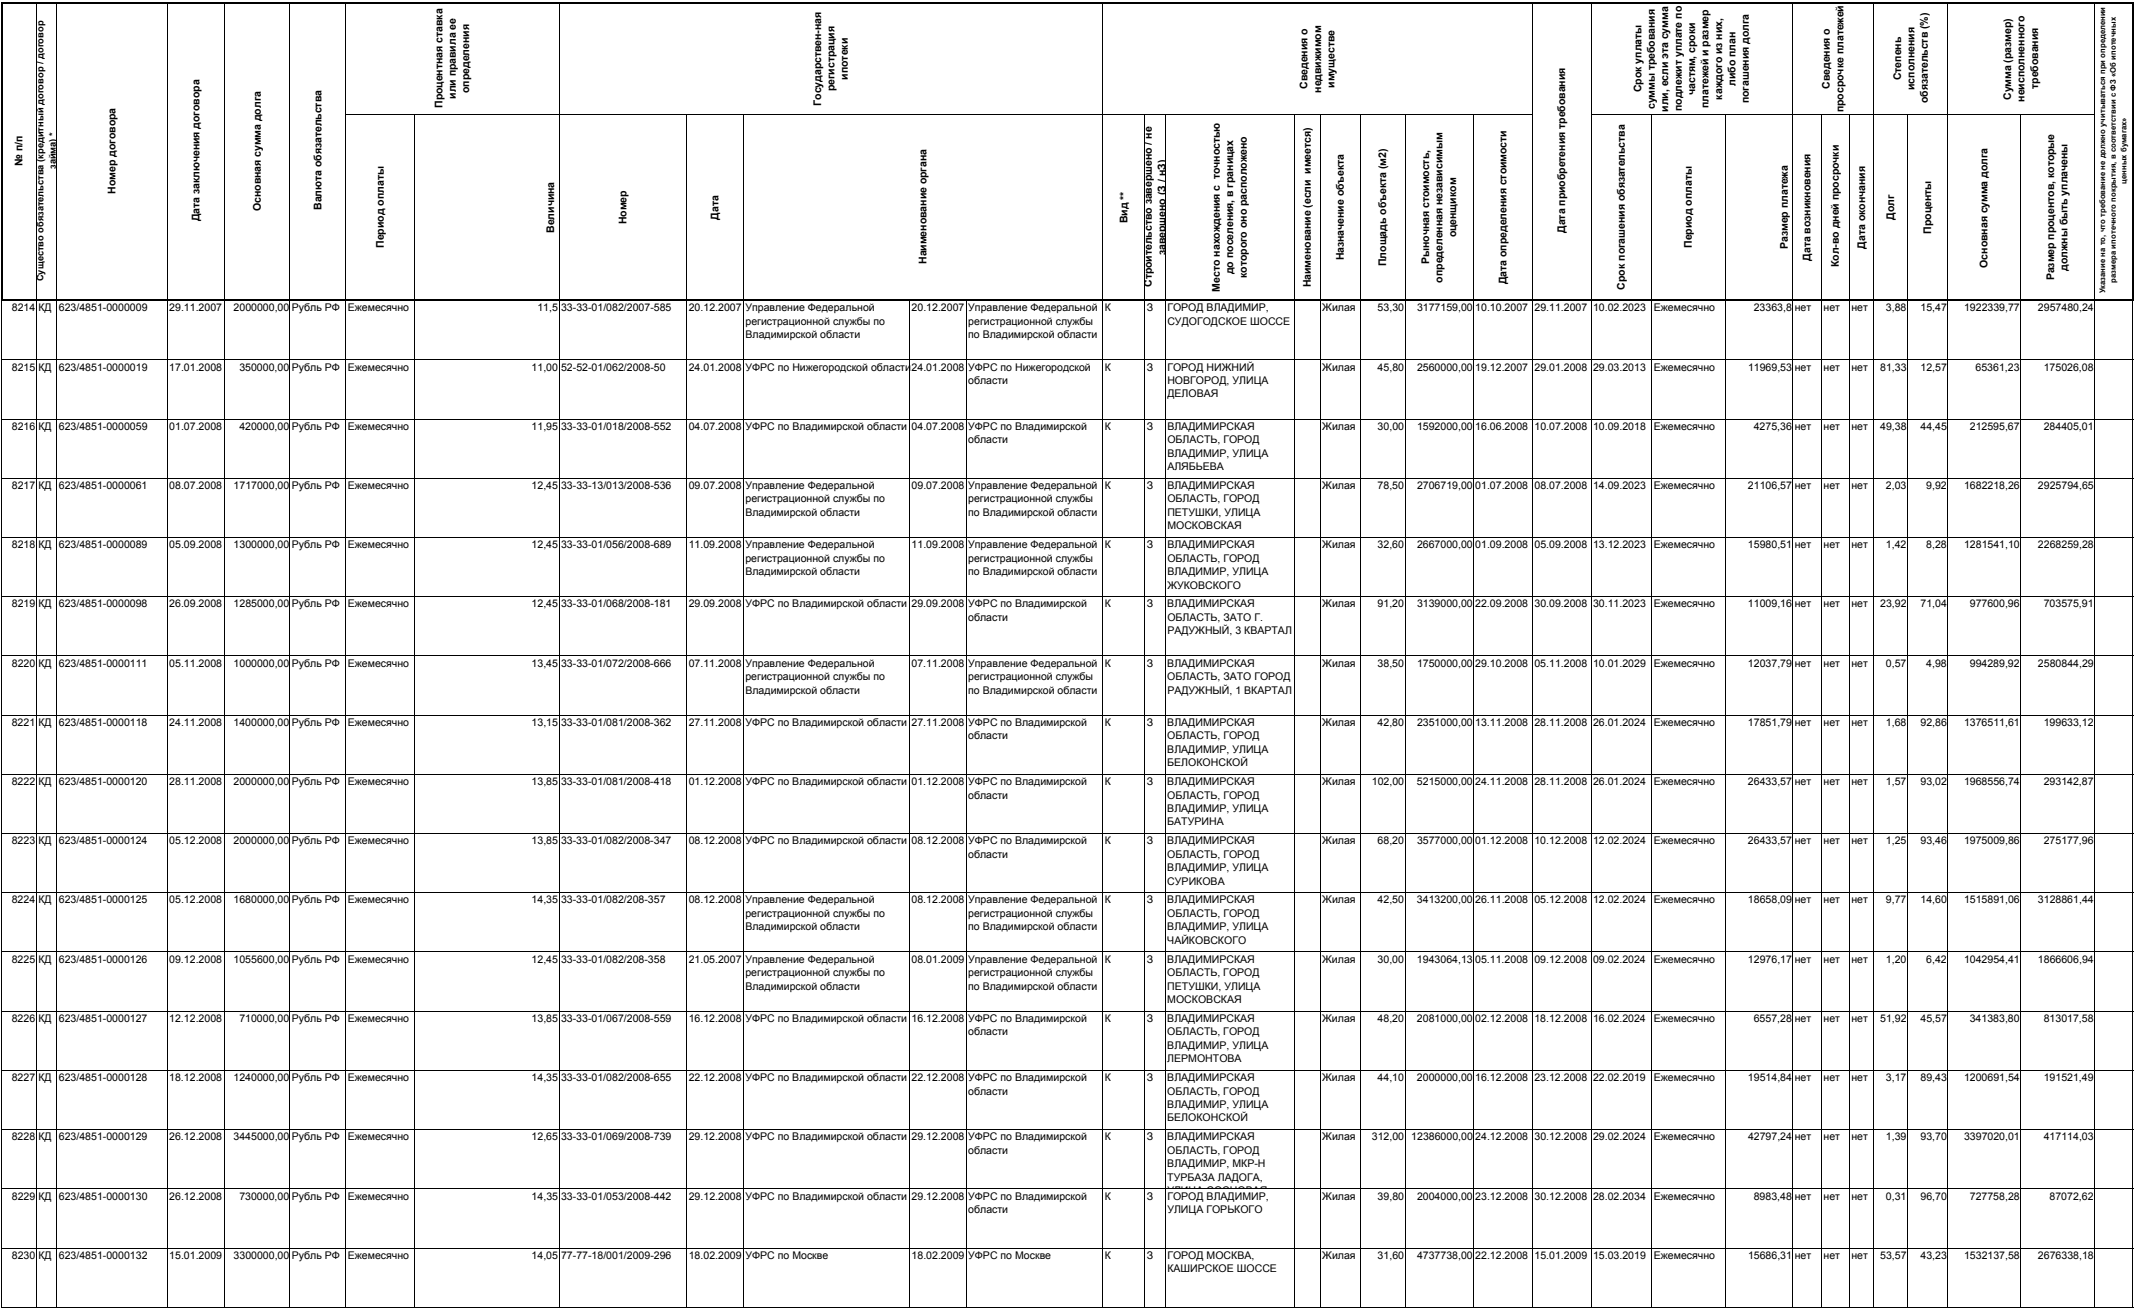 № п/п
Существо обязательства (кредитный договор / договор займа) *
Номер договора
Дата заключения договора
Основная сумма долга
Валюта обязательства
Процентная ставка или правила ее определения
Период оплаты
Величина
Государствен-ная регистрация ипотеки
Номер
Дата
Наименование органа
Сведения о недвижимом имуществе
Вид **
Строительство завершено / не завершено (З / нЗ)
Место нахождения с точностью до поселения, в границах которого оно расположено
Наименование (если имеется)
Назначение объекта
Площадь объекта (м2)
Рыночная стоимость, определенная независимым оценщиком
Дата определения стоимости
Дата приобретения требования
Срок уплаты суммы требования или, если эта сумма подлежит уплате по частям, сроки платежей и размер каждого из них, либо план погашения долга
Срок погашения обязательства
Период оплаты
Размер платежа
Сведения о просрочке платежей
Дата возникновения
Кол-во дней просрочки
Дата окончания
Степень исполнения обязательств (%)
Долг
Проценты
Сумма (размер) неисполненного требования
Основная сумма долга
Размер процентов, которые должны быть уплачены
Указание на то, что требование не должно учитываться при определении размера ипотечного покрытия, в соответствии с ФЗ «Об ипотечных ценных бумагах»
8214 КД 623/4851-0000009 29.11.2007 2000000,00 Рубль РФ Ежемесячно 11,5 33-33-01/082/2007-585 20.12.2007 Управление Федеральной регистрационной службы по Владимирской области 20.12.2007 Управление Федеральной регистрационной службы по Владимирской области К З ГОРОД ВЛАДИМИР, СУДОГОДСКОЕ ШОССЕ Жилая 53,30 3177159,00 10.10.2007 29.11.2007 10.02.2023 Ежемесячно 23363,8 нет нет нет 3,88 15,47 1922339,77 2957480,24
8215 КД 623/4851-0000019 17.01.2008 350000,00 Рубль РФ Ежемесячно 11,00 52-52-01/062/2008-50 24.01.2008 УФРС по Нижегородской области 24.01.2008 УФРС по Нижегородской области К З ГОРОД НИЖНИЙ НОВГОРОД, УЛИЦА ДЕЛОВАЯ Жилая 45,80 2560000,00 19.12.2007 29.01.2008 29.03.2013 Ежемесячно 11969,53 нет нет нет 81,33 12,57 65361,23 175026,08
8216 КД 623/4851-0000059 01.07.2008 420000,00 Рубль РФ Ежемесячно 11,95 33-33-01/018/2008-552 04.07.2008 УФРС по Владимирской области 04.07.2008 УФРС по Владимирской области К З ВЛАДИМИРСКАЯ ОБЛАСТЬ, ГОРОД ВЛАДИМИР, УЛИЦА АЛЯБЬЕВА Жилая 30,00 1592000,00 16.06.2008 10.07.2008 10.09.2018 Ежемесячно 4275,36 нет нет нет 49,38 44,45 212595,67 284405,01
8217 КД 623/4851-0000061 08.07.2008 1717000,00 Рубль РФ Ежемесячно 12,45 33-33-13/013/2008-536 09.07.2008 Управление Федеральной регистрационной службы по Владимирской области 09.07.2008 Управление Федеральной регистрационной службы по Владимирской области К З ВЛАДИМИРСКАЯ ОБЛАСТЬ, ГОРОД ПЕТУШКИ, УЛИЦА МОСКОВСКАЯ Жилая 78,50 2706719,00 01.07.2008 08.07.2008 14.09.2023 Ежемесячно 21106,57 нет нет нет 2,03 9,92 1682218,26 2925794,65
8218 КД 623/4851-0000089 05.09.2008 1300000,00 Рубль РФ Ежемесячно 12,45 33-33-01/056/2008-689 11.09.2008 Управление Федеральной регистрационной службы по Владимирской области 11.09.2008 Управление Федеральной регистрационной службы по Владимирской области К З ВЛАДИМИРСКАЯ ОБЛАСТЬ, ГОРОД ВЛАДИМИР, УЛИЦА ЖУКОВСКОГО Жилая 32,60 2667000,00 01.09.2008 05.09.2008 13.12.2023 Ежемесячно 15980,51 нет нет нет 1,42 8,28 1281541,10 2268259,28
8219 КД 623/4851-0000098 26.09.2008 1285000,00 Рубль РФ Ежемесячно 12,45 33-33-01/068/2008-181 29.09.2008 УФРС по Владимирской области 29.09.2008 УФРС по Владимирской области К З ВЛАДИМИРСКАЯ ОБЛАСТЬ, ЗАТО Г. РАДУЖНЫЙ, 3 КВАРТАЛ Жилая 91,20 3139000,00 22.09.2008 30.09.2008 30.11.2023 Ежемесячно 11009,16 нет нет нет 23,92 71,04 977600,96 703575,91
8220 КД 623/4851-0000111 05.11.2008 1000000,00 Рубль РФ Ежемесячно 13,45 33-33-01/072/2008-666 07.11.2008 Управление Федеральной регистрационной службы по Владимирской области 07.11.2008 Управление Федеральной регистрационной службы по Владимирской области К З ВЛАДИМИРСКАЯ ОБЛАСТЬ, ЗАТО ГОРОД РАДУЖНЫЙ, 1 ВКАРТАЛ Жилая 38,50 1750000,00 29.10.2008 05.11.2008 10.01.2029 Ежемесячно 12037,79 нет нет нет 0,57 4,98 994289,92 2580844,29
8221 КД 623/4851-0000118 24.11.2008 1400000,00 Рубль РФ Ежемесячно 13,15 33-33-01/081/2008-362 27.11.2008 УФРС по Владимирской области 27.11.2008 УФРС по Владимирской области К З ВЛАДИМИРСКАЯ ОБЛАСТЬ, ГОРОД ВЛАДИМИР, УЛИЦА БЕЛОКОНСКОЙ Жилая 42,80 2351000,00 13.11.2008 28.11.2008 26.01.2024 Ежемесячно 17851,79 нет нет нет 1,68 92,86 1376511,61 199633,12
8222 КД 623/4851-0000120 28.11.2008 2000000,00 Рубль РФ Ежемесячно 13,85 33-33-01/081/2008-418 01.12.2008 УФРС по Владимирской области 01.12.2008 УФРС по Владимирской области К З ВЛАДИМИРСКАЯ ОБЛАСТЬ, ГОРОД ВЛАДИМИР, УЛИЦА БАТУРИНА Жилая 102,00 5215000,00 24.11.2008 28.11.2008 26.01.2024 Ежемесячно 26433,57 нет нет нет 1,57 93,02 1968556,74 293142,87
8223 КД 623/4851-0000124 05.12.2008 2000000,00 Рубль РФ Ежемесячно 13,85 33-33-01/082/2008-347 08.12.2008 УФРС по Владимирской области 08.12.2008 УФРС по Владимирской области К З ВЛАДИМИРСКАЯ ОБЛАСТЬ, ГОРОД ВЛАДИМИР, УЛИЦА СУРИКОВА Жилая 68,20 3577000,00 01.12.2008 10.12.2008 12.02.2024 Ежемесячно 26433,57 нет нет нет 1,25 93,46 1975009,86 275177,96
8224 КД 623/4851-0000125 05.12.2008 1680000,00 Рубль РФ Ежемесячно 14,35 33-33-01/082/208-357 08.12.2008 Управление Федеральной регистрационной службы по Владимирской области 08.12.2008 Управление Федеральной регистрационной службы по Владимирской области К З ВЛАДИМИРСКАЯ ОБЛАСТЬ, ГОРОД ВЛАДИМИР, УЛИЦА ЧАЙКОВСКОГО Жилая 42,50 3413200,00 26.11.2008 05.12.2008 12.02.2024 Ежемесячно 18658,09 нет нет нет 9,77 14,60 1515891,06 3128861,44
8225 КД 623/4851-0000126 09.12.2008 1055600,00 Рубль РФ Ежемесячно 12,45 33-33-01/082/208-358 21.05.2007 Управление Федеральной регистрационной службы по Владимирской области 08.01.2009 Управление Федеральной регистрационной службы по Владимирской области К З ВЛАДИМИРСКАЯ ОБЛАСТЬ, ГОРОД ПЕТУШКИ, УЛИЦА МОСКОВСКАЯ Жилая 30,00 1943064,13 05.11.2008 09.12.2008 09.02.2024 Ежемесячно 12976,17 нет нет нет 1,20 6,42 1042954,41 1866606,94
8226 КД 623/4851-0000127 12.12.2008 710000,00 Рубль РФ Ежемесячно 13,85 33-33-01/067/2008-559 16.12.2008 УФРС по Владимирской области 16.12.2008 УФРС по Владимирской области К З ВЛАДИМИРСКАЯ ОБЛАСТЬ, ГОРОД ВЛАДИМИР, УЛИЦА ЛЕРМОНТОВА Жилая 48,20 2081000,00 02.12.2008 18.12.2008 16.02.2024 Ежемесячно 6557,28 нет нет нет 51,92 45,57 341383,80 813017,58
8227 КД 623/4851-0000128 18.12.2008 1240000,00 Рубль РФ Ежемесячно 14,35 33-33-01/082/2008-655 22.12.2008 УФРС по Владимирской области 22.12.2008 УФРС по Владимирской области К З ВЛАДИМИРСКАЯ ОБЛАСТЬ, ГОРОД ВЛАДИМИР, УЛИЦА БЕЛОКОНСКОЙ Жилая 44,10 2000000,00 16.12.2008 23.12.2008 22.02.2019 Ежемесячно 19514,84 нет нет нет 3,17 89,43 1200691,54 191521,49
8228 КД 623/4851-0000129 26.12.2008 3445000,00 Рубль РФ Ежемесячно 12,65 33-33-01/069/2008-739 29.12.2008 УФРС по Владимирской области 29.12.2008 УФРС по Владимирской области К З ВЛАДИМИРСКАЯ ОБЛАСТЬ, ГОРОД ВЛАДИМИР, МКР-Н ТУРБАЗА ЛАДОГА, Жилая 312,00 12386000,00 24.12.2008 30.12.2008 29.02.2024 Ежемесячно 42797,24 нет нет нет 1,39 93,70 3397020,01 417114,03
8229 КД 623/4851-0000130 26.12.2008 730000,00 Рубль РФ Ежемесячно 14,35 33-33-01/053/2008-442 29.12.2008 УФРС по Владимирской области 29.12.2008 УФРС по Владимирской области К З ГОРОД ВЛАДИМИР, УЛИЦА ГОРЬКОГО Жилая 39,80 2004000,00 23.12.2008 30.12.2008 28.02.2034 Ежемесячно 8983,48 нет нет нет 0,31 96,70 727758,28 87072,62
8230 КД 623/4851-0000132 15.01.2009 3300000,00 Рубль РФ Ежемесячно 14,05 77-77-18/001/2009-296 18.02.2009 УФРС по Москве 18.02.2009 УФРС по Москве К З ГОРОД МОСКВА, КАШИРСКОЕ ШОССЕ Жилая 31,60 4737738,00 22.12.2008 15.01.2009 15.03.2019 Ежемесячно 15686,31 нет нет нет 53,57 43,23 1532137,58 2676338,18